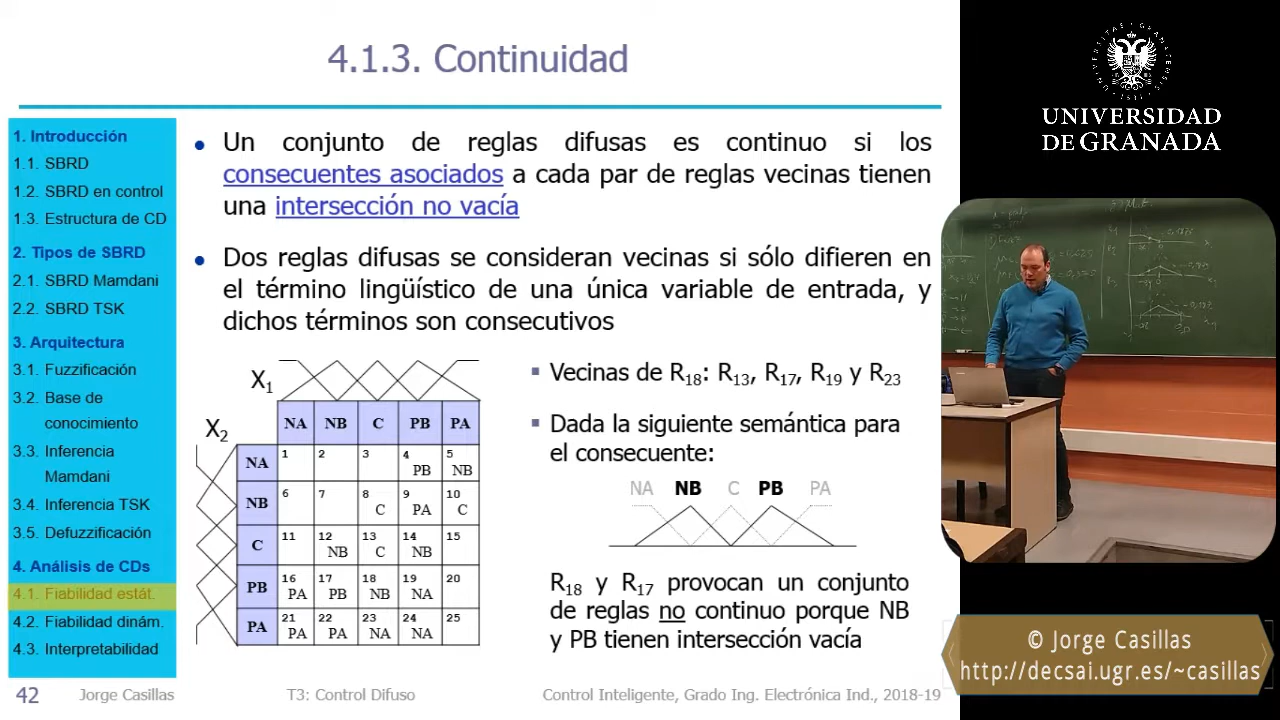 4.1.3. Continuidad
1. Introducción
1.1. SBRD
1.2. SBRD en control
1.3. Estructura de CD
2. Tipos de SBRD
2.1. SBRD Mamdani
2.2. SBRD TSK
3. Arquitectura
3.1. Fuzzificación
3.2. Base de
conocimiento
3.3. Inferencia
Mamdani
3.4. Inferencia TSK
3.5. Defuzzificación
4. Análisis de CDs
4.1. Fiabilidad estát.
4.2. Fiabilidad dinám.
4.3. Interpretabilidad
• Un conjunto de reglas difusas es continuo si los
consecuentes asociados a cada par de reglas vecinas tienen
una intersección no vacía
• Dos reglas difusas se consideran vecinas si sólo difieren en
el término lingüístico de una única variable de entrada, y
dichos términos son consecutivos
X1
X2
NA NB C PB PA
NA 1 2 3 4 PB 5 NB
NB 6 7 8 C 9 PA 10 C
C 11 12 NB 13 C 14 NB 15
PB 16 PA 17 PB 18 NB 19 NA 20
PA 21 PA 22 PA 23 NA 24 NA 25
▪ Vecinas de R18: R13, R17, R19 y R23
▪ Dada la siguiente semántica para
el consecuente:
NA NB C PB PA
R18 y R17 provocan un conjunto
de reglas no continuo porque NB
y PB tienen intersección vacía
42 Jorge Casillas T3: Control Difuso Control Inteligente, Grado Ing. Electrónica Ind., 2018-19
UNIVERSIDAD
DE GRANADA
© Jorge Casillas
http://decsai.ugr.es/~casillas